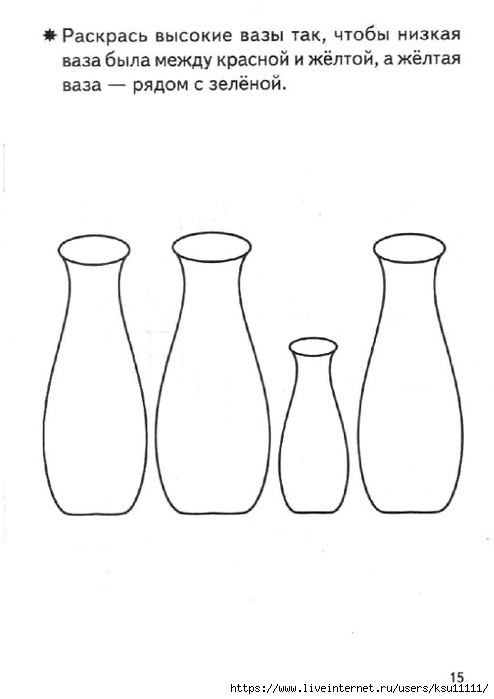 ✷ Раскрась высокие вазы так, чтобы низкая
ваза была между красной и жёлтой, а жёлтая
ваза — рядом с зелёной.
15
https://www.liveinternet.ru/users/ksu11111/